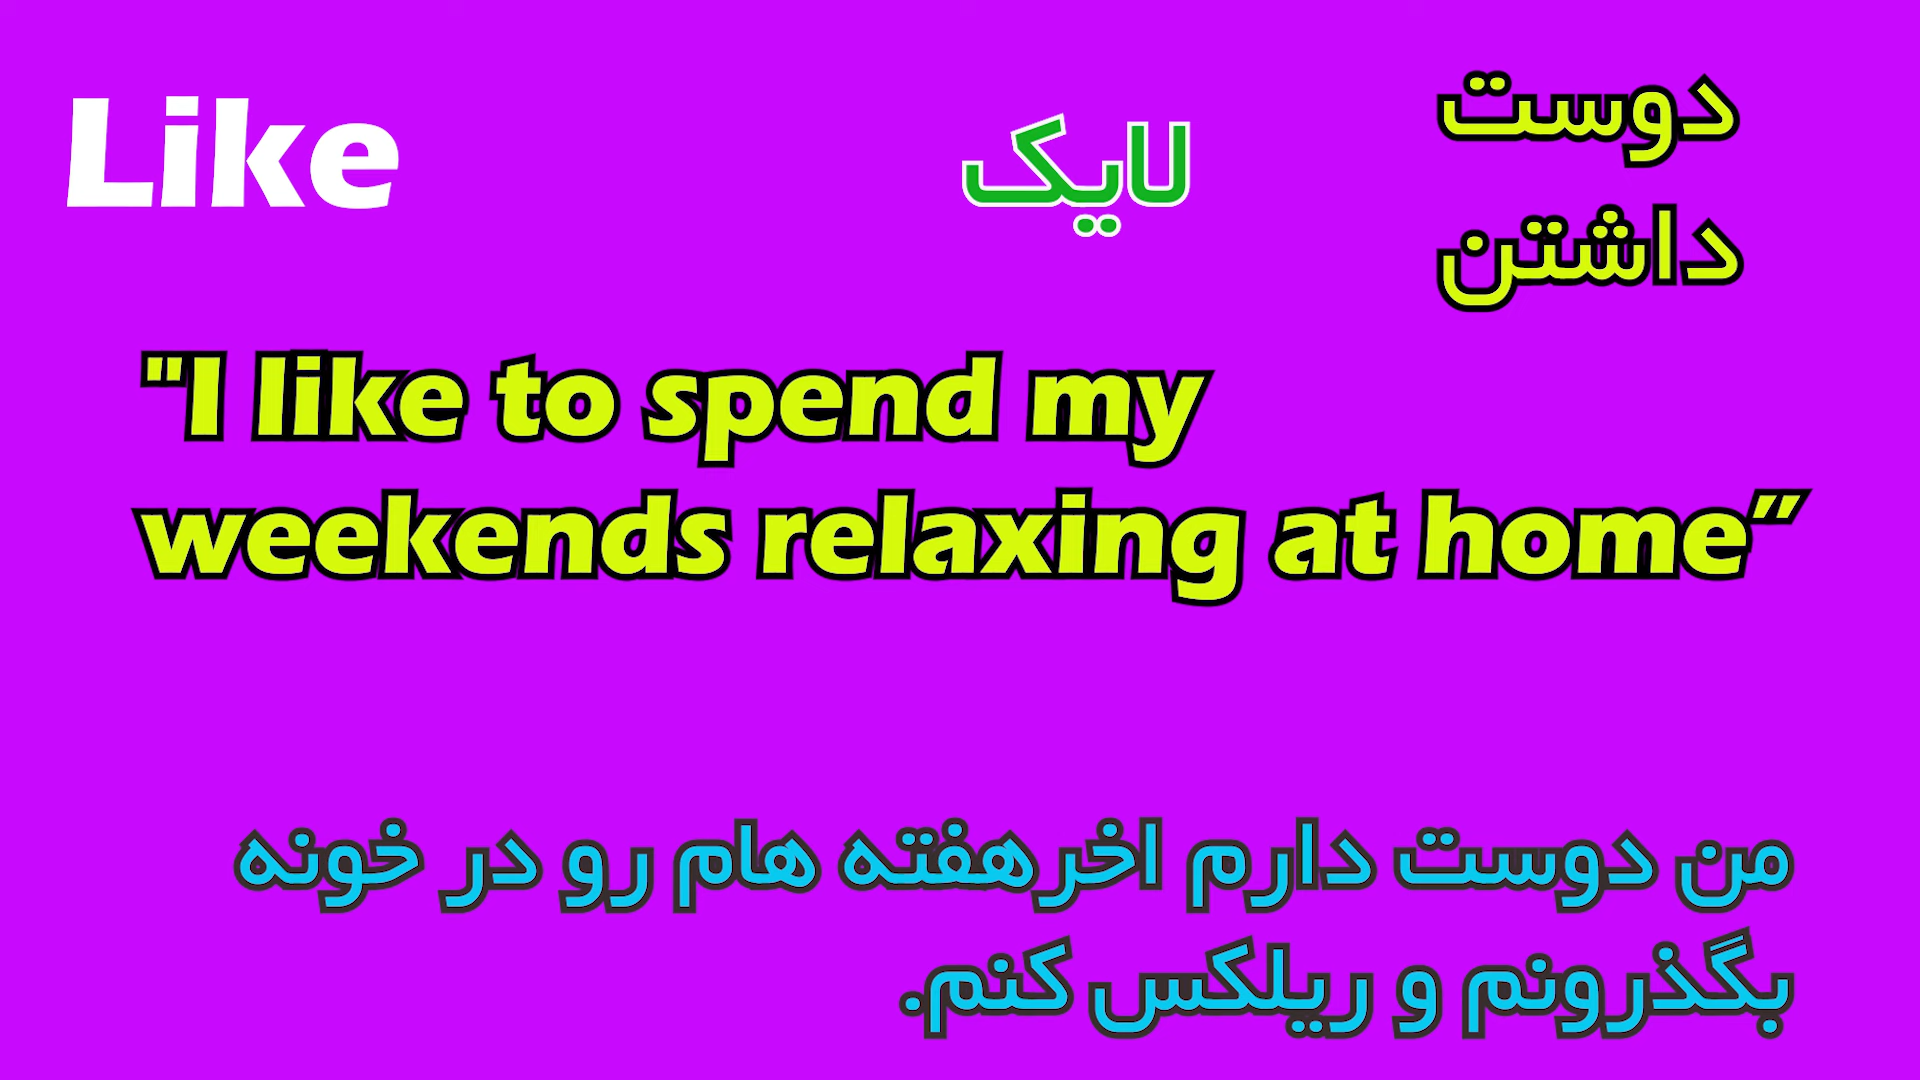 Like
لایک
دوست
داشتن
"I like to spend my
weekends relaxing at home”
من دوست دارم اخرهفته هام رو در خونه
بگذرونم و ریلکس کنم.